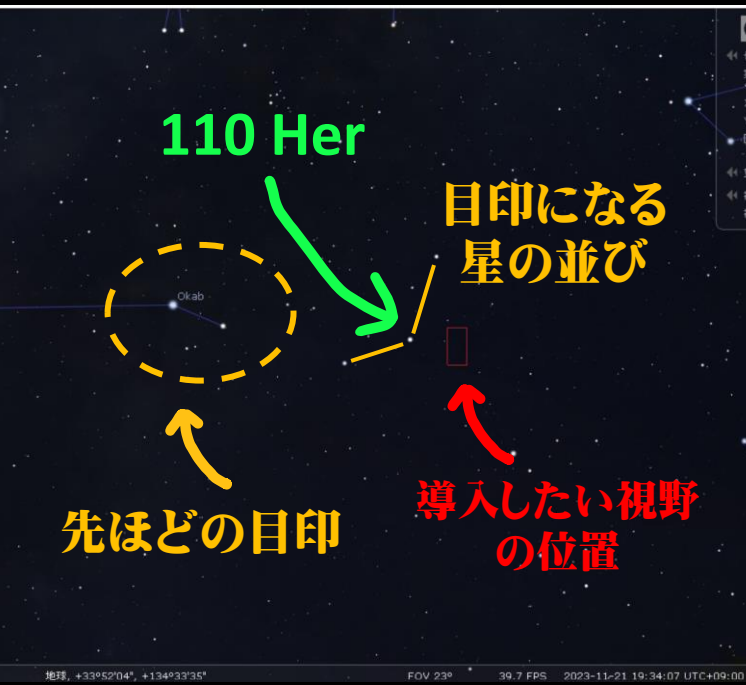 110 Her
目印になる
星の並び
Okab
先ほどの目印
導入したい視野
の位置
地球, +33°52'04", +134°33'35"
FOV 23°
39.7 FPS
2023-11-21 19:34:07 UTC+09:00